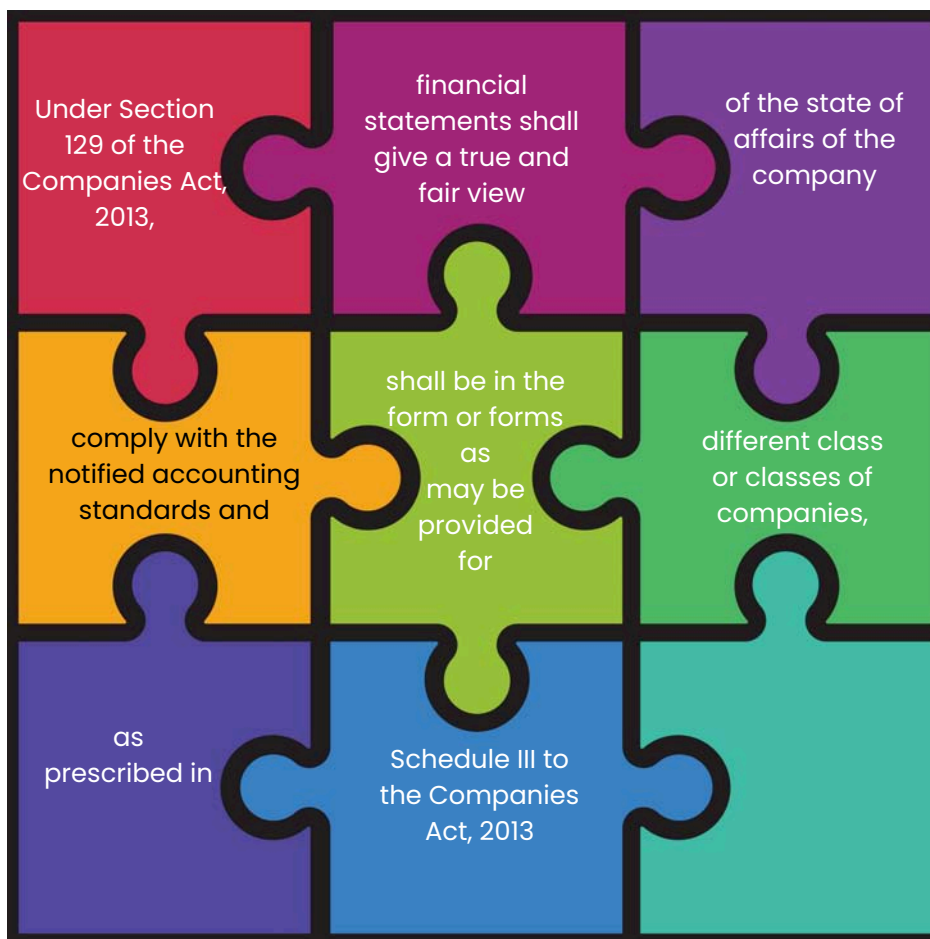 Under Section
129 of the
Companies Act,
2013,
financial
statements shall
give a true and
fair view
of the state of
affairs of the
company
comply with the
notified accounting
standards and
shall be in the
form or forms
as
may be
provided
for
different class
or classes of
companies,
as
prescribed in
Schedule III to
the Companies
Act, 2013